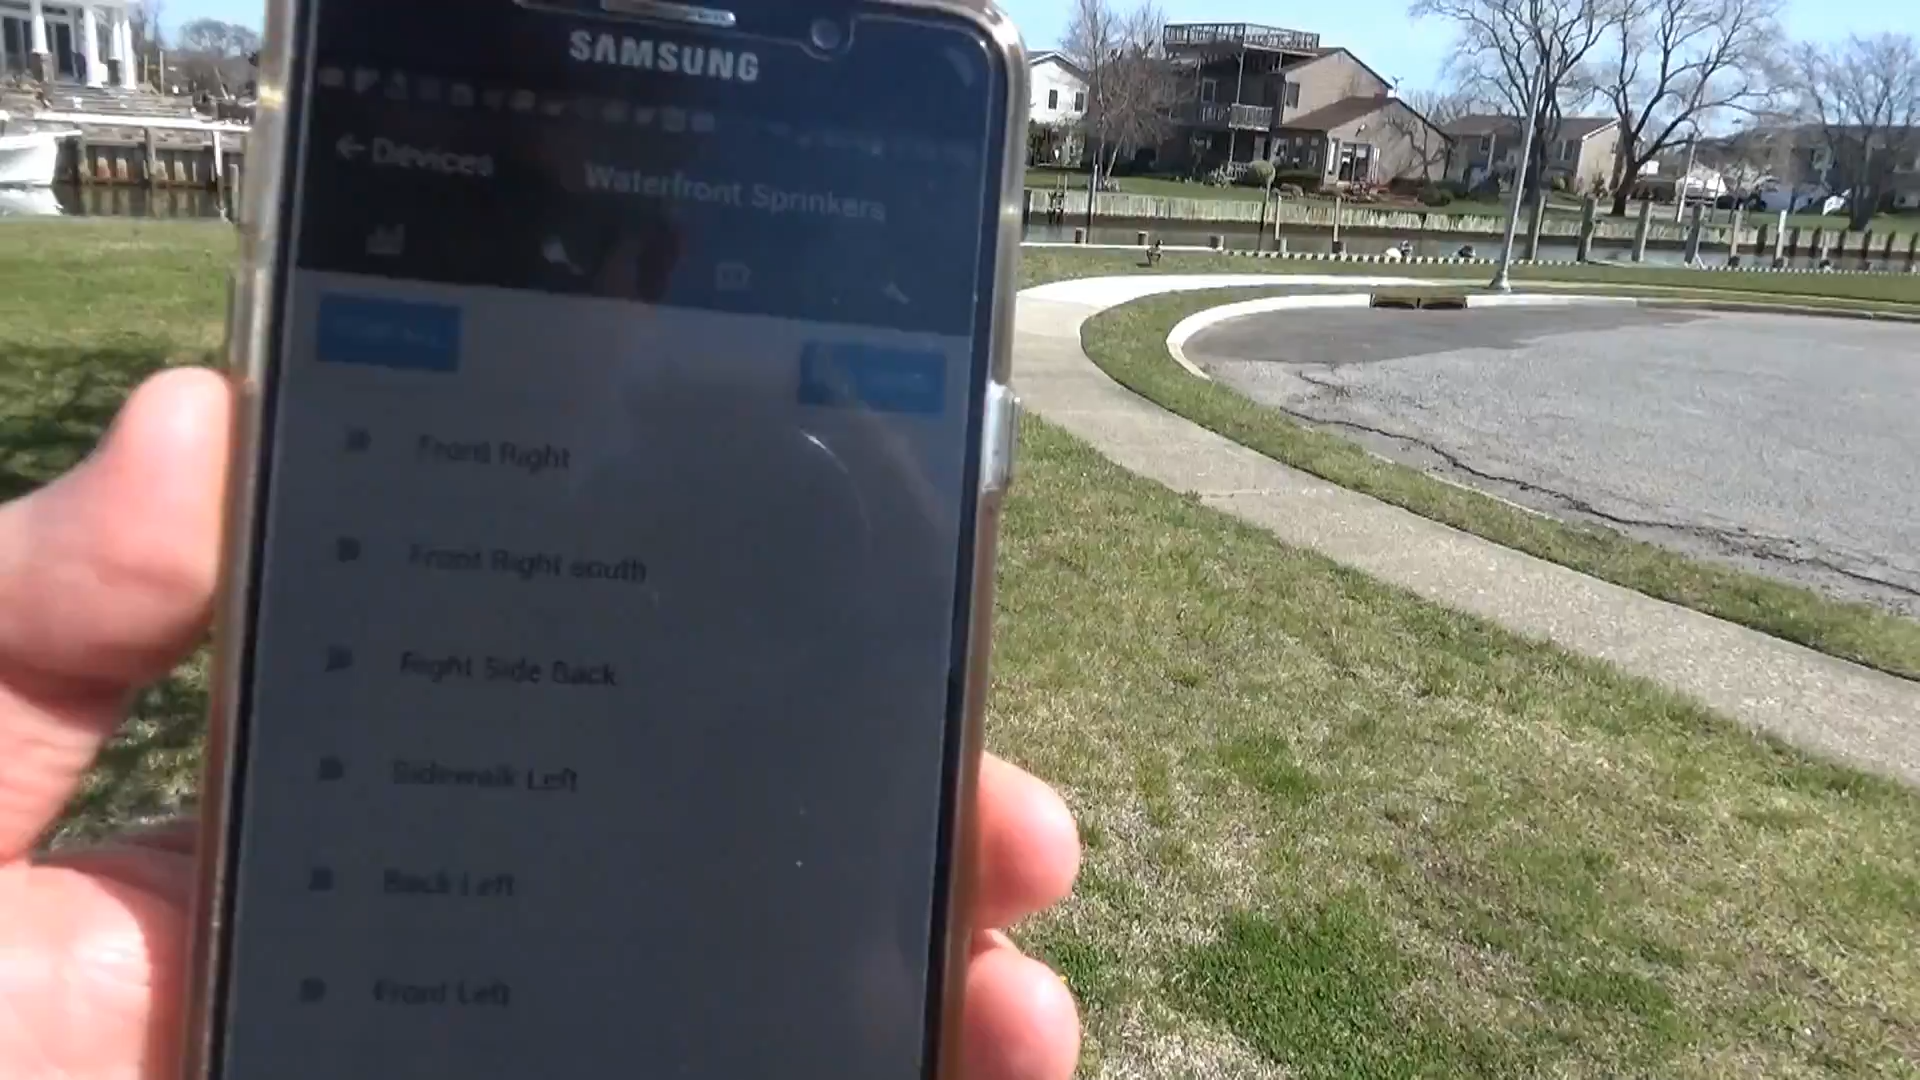 SAMSUNG
← Devices
Waterfront Sprinkers
Front Right
Front Right south
Right Side Back
Sidewalk Left
Back Left
Front Left